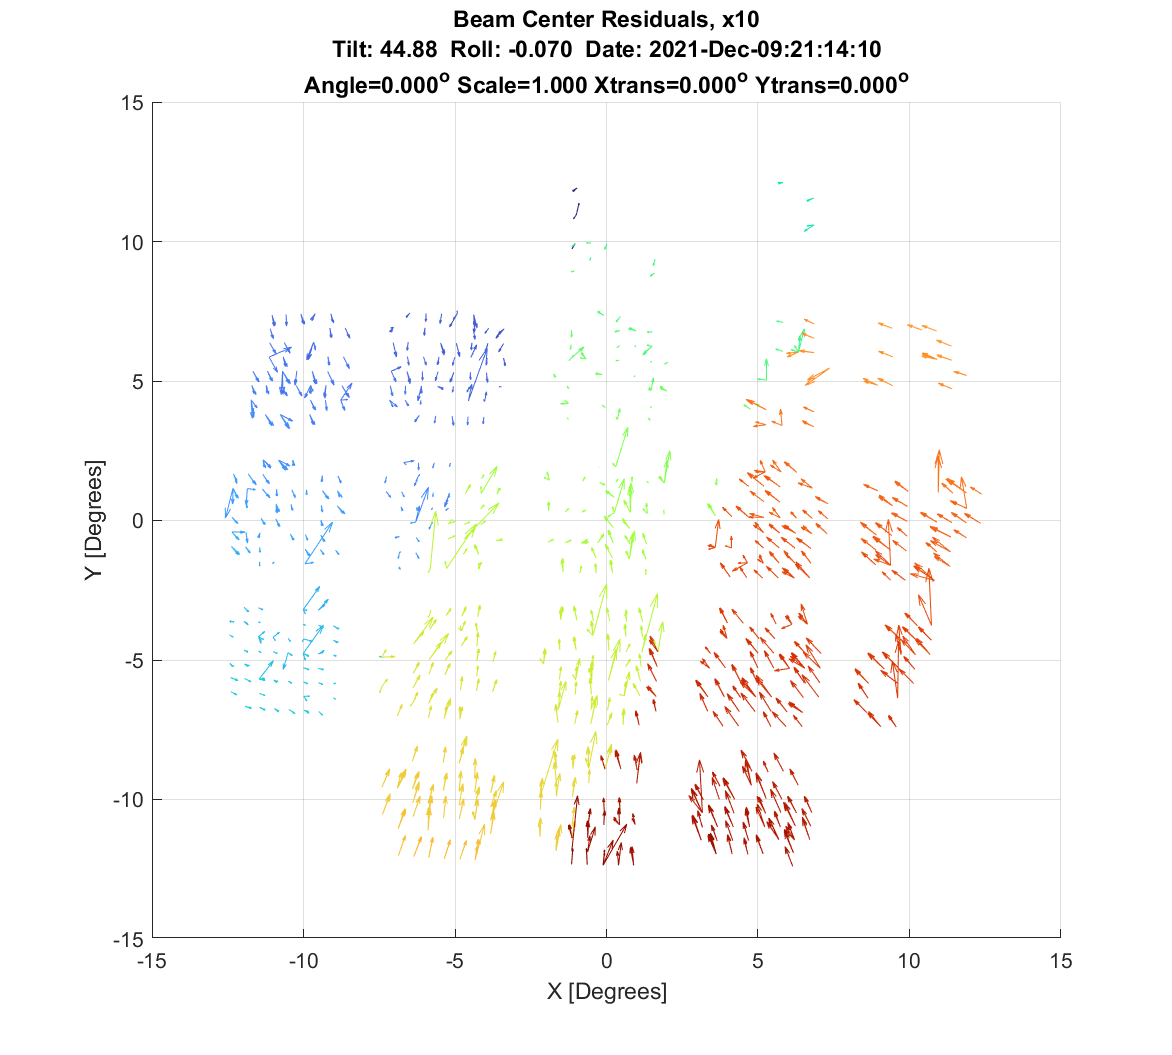 Beam Center Residuals, x10
Tilt: 44.88 Roll: -0.070 Date: 2021-Dec-09:21:14:10
Angle=0.000° Scale=1.000 Xtrans=0.000° Ytrans=0.000°
15
10
5
0
-5
-10
-15
Y [Degrees]
-15 -10 -5 0 5 10 15
X [Degrees]